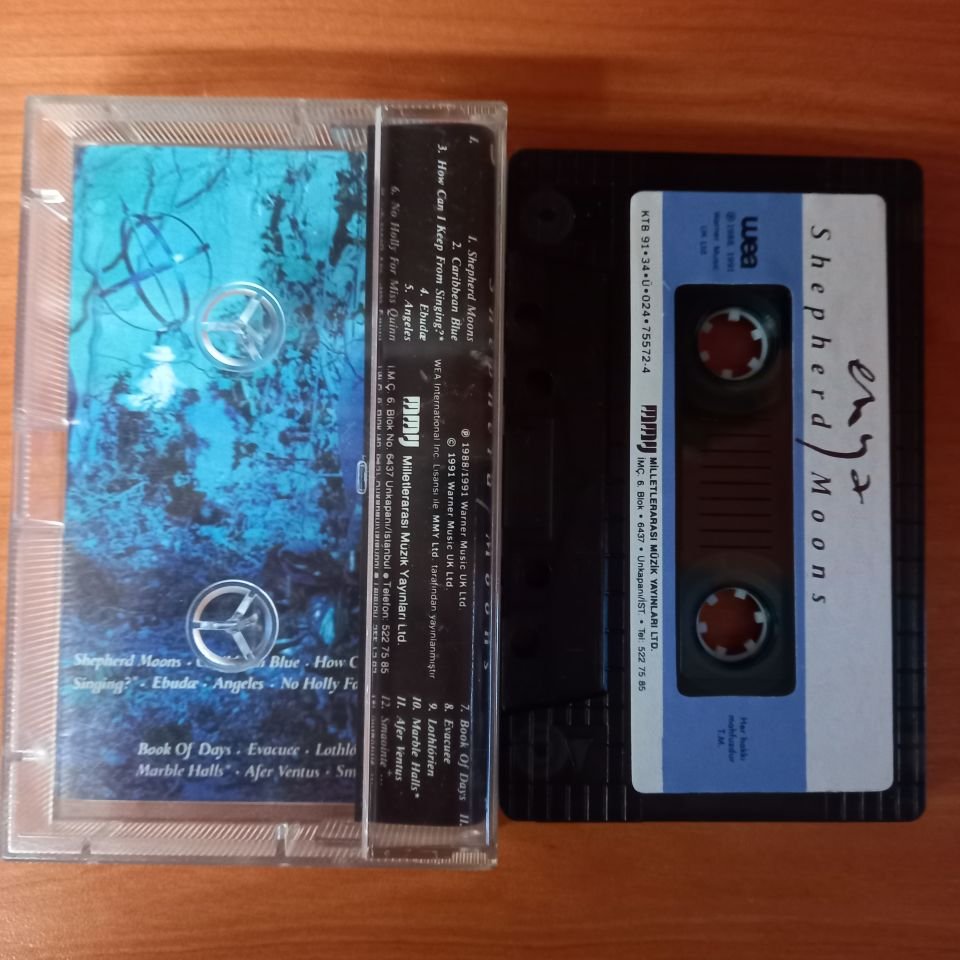 enya
Shepherd Moons
wea
℗ 1988, 1991
Warner Music
UK Ltd.
Her hakkı
mahfuzdur
T.M.
mmy MİLLETLERARASI MÜZİK YAYINLARI LTD.
KTB 91•34•Ü•024•75572-4
İMÇ. 6. Blok • 6437 • Unkapanı/İST. • Tel: 522 75 85
I.
1. Shepherd Moons
2. Caribbean Blue
3. How Can I Keep From Singing?*
4. Ebudæ
5. Angeles
6. No Holly For Miss Quinn
℗ 1988/1991 Warner Music UK Ltd.
© 1991 Warner Music UK Ltd.
WEA International Inc. Lisansı ile MMY Ltd. tarafından yayınlanmıştır
mmy Milletlerarası Müzik Yayınları Ltd.
I.M.Ç. 6. Blok No. 6437 Unkapanı/İstanbul • Telefon: 522 75 85
II.
7. Book Of Days
8. Evacuee
9. Lothlórien
10. Marble Halls*
11. Afer Ventus
12. Smaointe ...
Shepherd Moons • Blue • How C
Singing?* • Ebudæ • Angeles • No Holly Fo
Book Of Days • Evacuee • Lothló
Marble Halls* • Afer Ventus • Sm